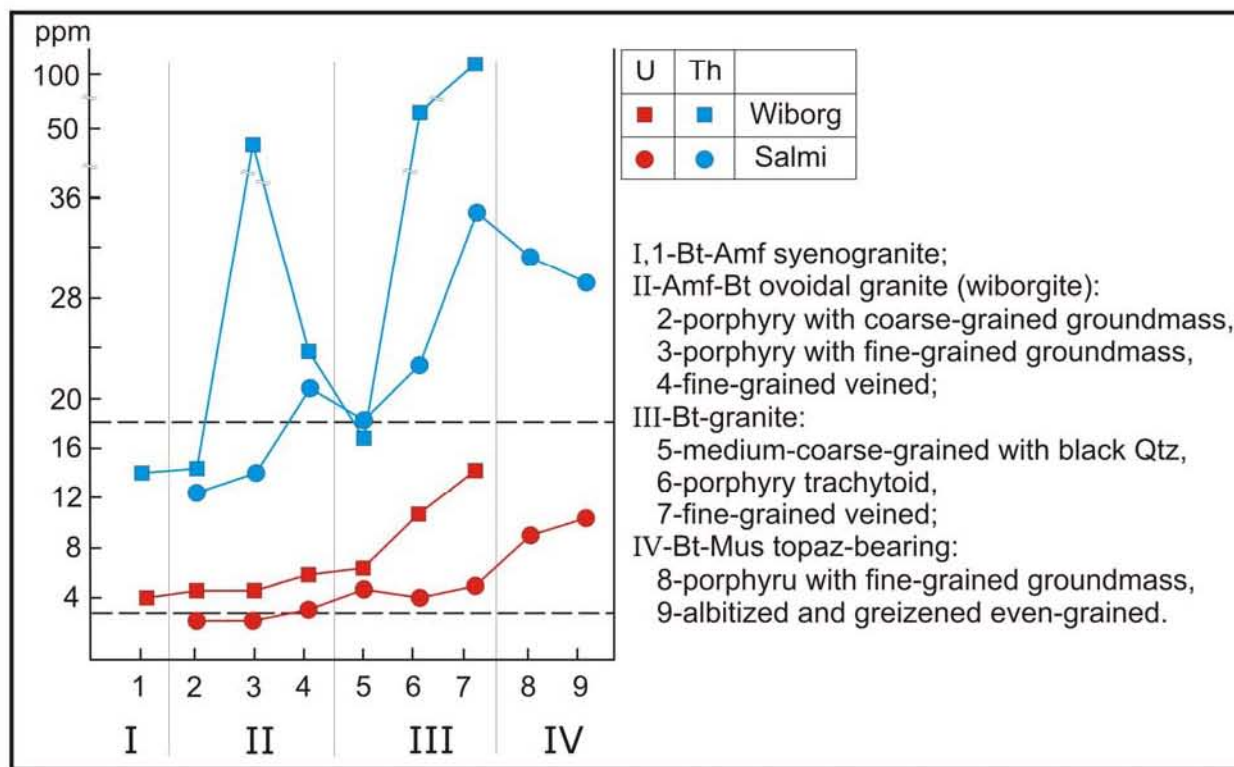 ppm
100
50
36
28
20
16
12
8
4
1 2 3 4 5 6 7 8 9
I II III IV
U Th
Wiborg
Salmi
I,1-Bt-Amf syenogranite;
II-Amf-Bt ovoidal granite (wiborgite):
2-porphyry with coarse-grained groundmass,
3-porphyry with fine-grained groundmass,
4-fine-grained veined;
III-Bt-granite:
5-medium-coarse-grained with black Qtz,
6-porphyry trachytoid,
7-fine-grained veined;
IV-Bt-Mus topaz-bearing:
8-porphyru with fine-grained groundmass,
9-albitized and greizened even-grained.